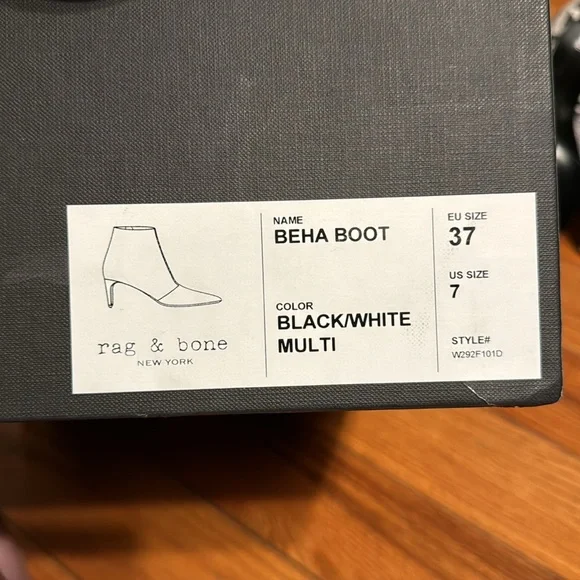 rag & bone
NEW YORK
NAME
BEHA BOOT
COLOR
BLACK/WHITE
MULTI
EU SIZE
37
US SIZE
7
STYLE#
W292F101D